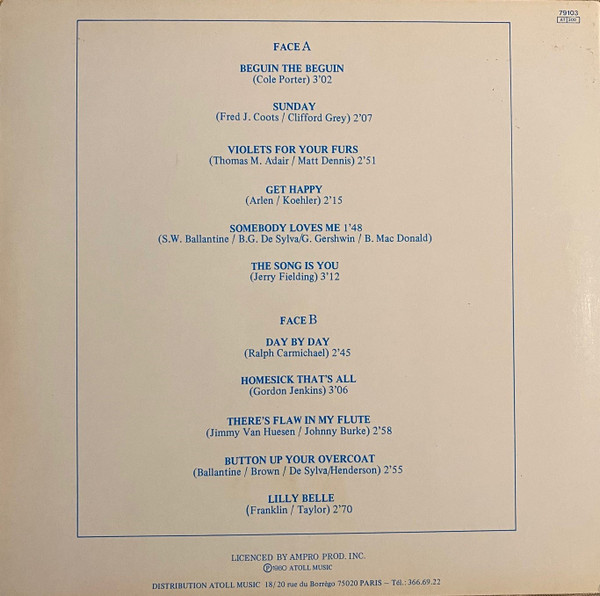 79103
FACE A
BEGUIN THE BEGUIN
(Cole Porter) 3'02
SUNDAY
(Fred J. Coots / Clifford Grey) 2'07
VIOLETS FOR YOUR FURS
(Thomas M. Adair / Matt Dennis) 2'51
GET HAPPY
(Arlen / Koehler) 2'15
SOMEBODY LOVES ME 1'48
(S.W. Ballantine / B.G. De Sylva/G. Gershwin / B. Mac Donald)
THE SONG IS YOU
(Jerry Fielding) 3'12
FACE B
DAY BY DAY
(Ralph Carmichael) 2'45
HOMESICK THAT'S ALL
(Gordon Jenkins) 3'06
THERE'S FLAW IN MY FLUTE
(Jimmy Van Huesen / Johnny Burke) 2'58
BUTTON UP YOUR OVERCOAT
(Ballantine / Brown / De Sylva/Henderson) 2'55
LILLY BELLE
(Franklin / Taylor) 2'70
LICENCED BY AMPRO PROD. INC.
Ⓟ1980 ATOLL MUSIC
DISTRIBUTION ATOLL MUSIC 18/20 rue du Borrégo 75020 PARIS – Tél.: 366.69.22